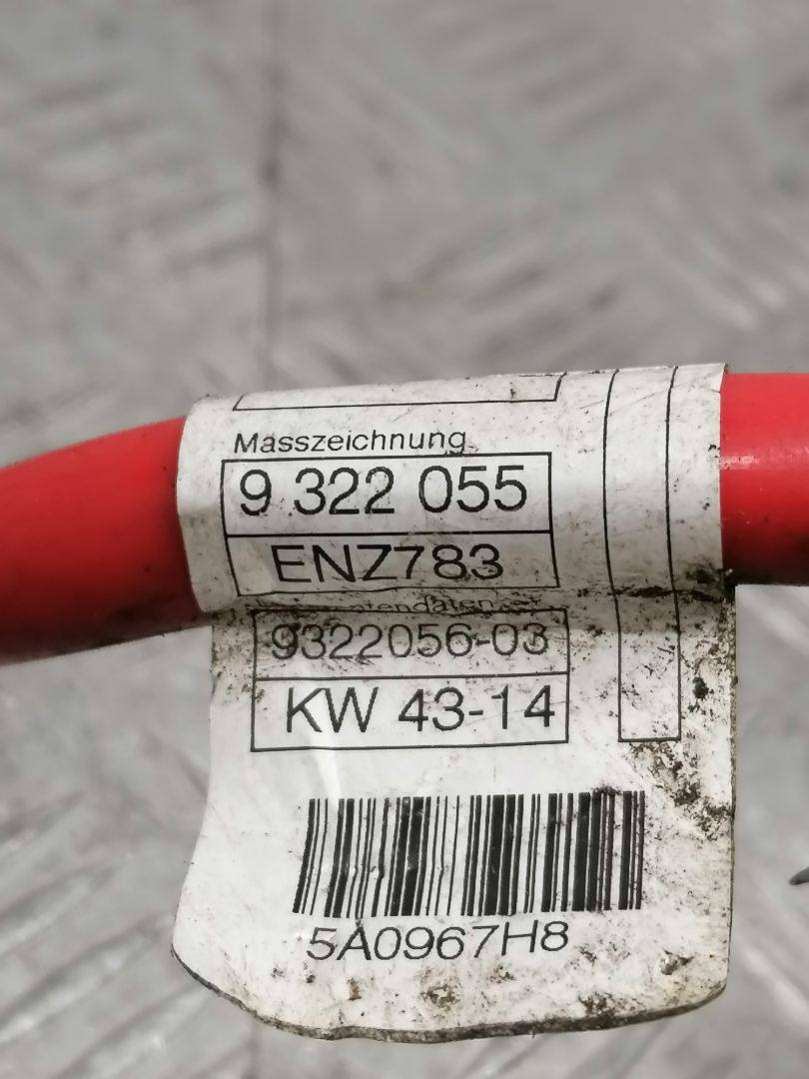 Masszeichnung
9 322 055
ENZ783
9322056-03
KW 43-14
5A0967H8